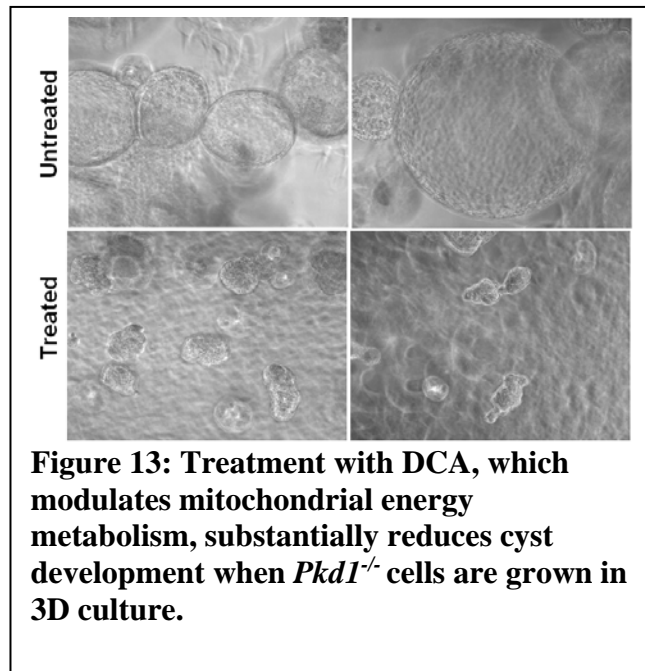 Untreated
Treated
Figure 13: Treatment with DCA, which
modulates mitochondrial energy
metabolism, substantially reduces cyst
development when Pkd1-/- cells are grown in
3D culture.